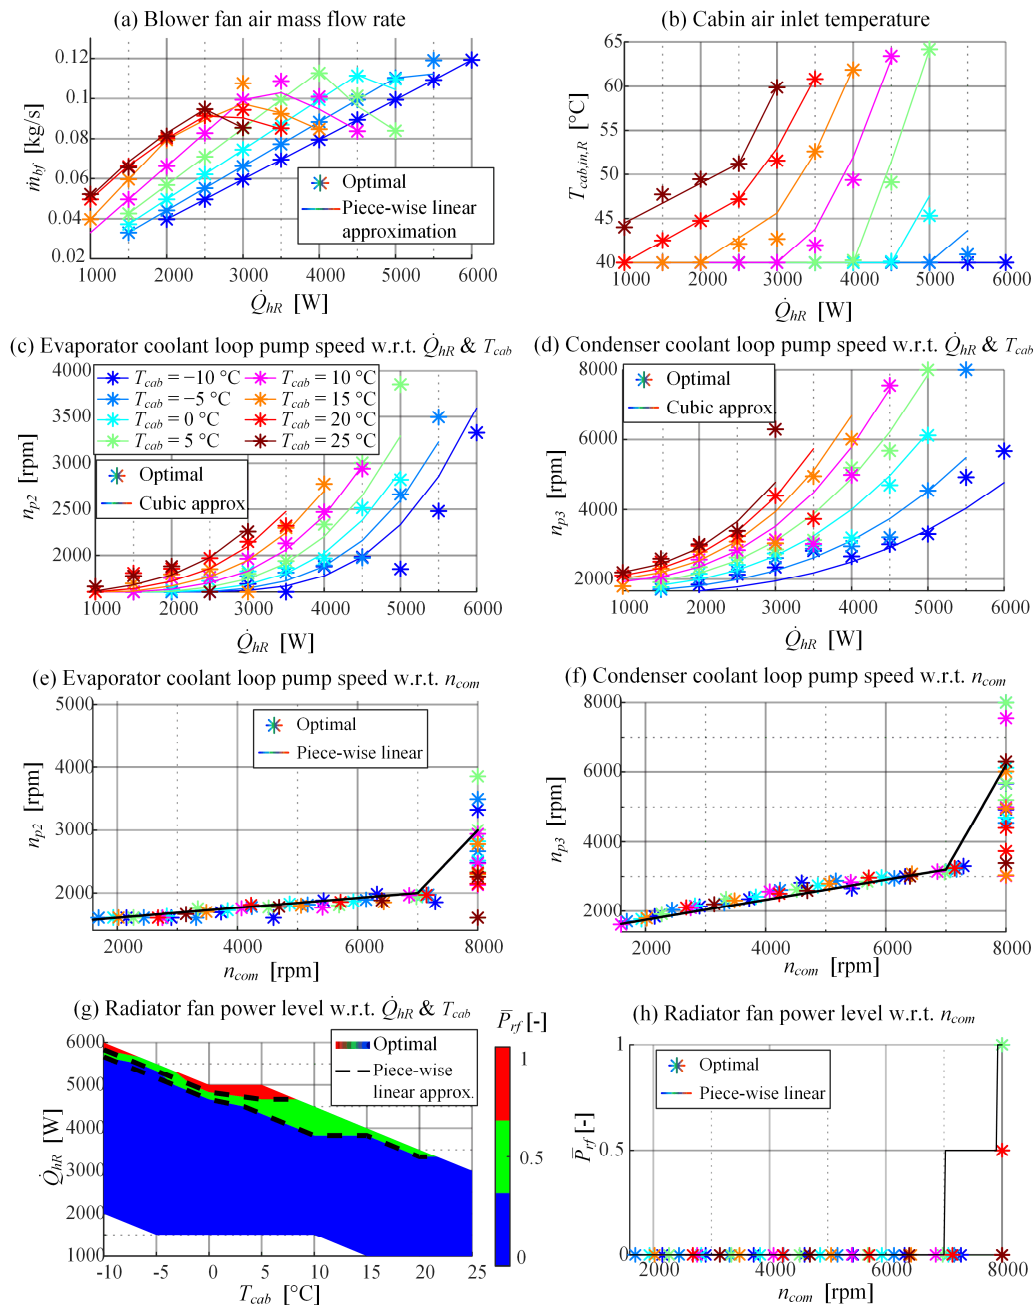 (a) Blower fan air mass flow rate
0.12
0.1
0.08
0.06
0.04
0.02
ṁbf [kg/s]
Optimal
Piece-wise linear
approximation
1000 2000 3000 4000 5000 6000
Q̇hR [W]
(b) Cabin air inlet temperature
65
60
55
50
45
40
Tcab,in,R [°C]
1000 2000 3000 4000 5000 6000
Q̇hR [W]
(c) Evaporator coolant loop pump speed w.r.t. Q̇hR & Tcab
4000
3500
3000
2500
2000
np2 [rpm]
Tcab = −10 °C
Tcab = −5 °C
Tcab = 0 °C
Tcab = 5 °C
Tcab = 10 °C
Tcab = 15 °C
Tcab = 20 °C
Tcab = 25 °C
Optimal
Cubic approx.
1000 2000 3000 4000 5000 6000
Q̇hR [W]
(d) Condenser coolant loop pump speed w.r.t. Q̇hR & Tcab
8000
6000
4000
2000
np3 [rpm]
Optimal
Cubic approx.
1000 2000 3000 4000 5000 6000
Q̇hR [W]
(e) Evaporator coolant loop pump speed w.r.t. ncom
5000
4000
3000
2000
np2 [rpm]
Optimal
Piece-wise linear
2000 4000 6000 8000
ncom [rpm]
(f) Condenser coolant loop pump speed w.r.t. ncom
8000
6000
4000
2000
np3 [rpm]
2000 4000 6000 8000
ncom [rpm]
(g) Radiator fan power level w.r.t. Q̇hR & Tcab
P̄rf [-]
6000
5000
4000
3000
2000
1000
Q̇hR [W]
Optimal
Piece-wise
linear approx.
1
0.5
0
-10 -5 0 5 10 15 20 25
Tcab [°C]
(h) Radiator fan power level w.r.t. ncom
1
0.5
0
P̄rf [-]
Optimal
Piece-wise linear
2000 4000 6000 8000
ncom [rpm]